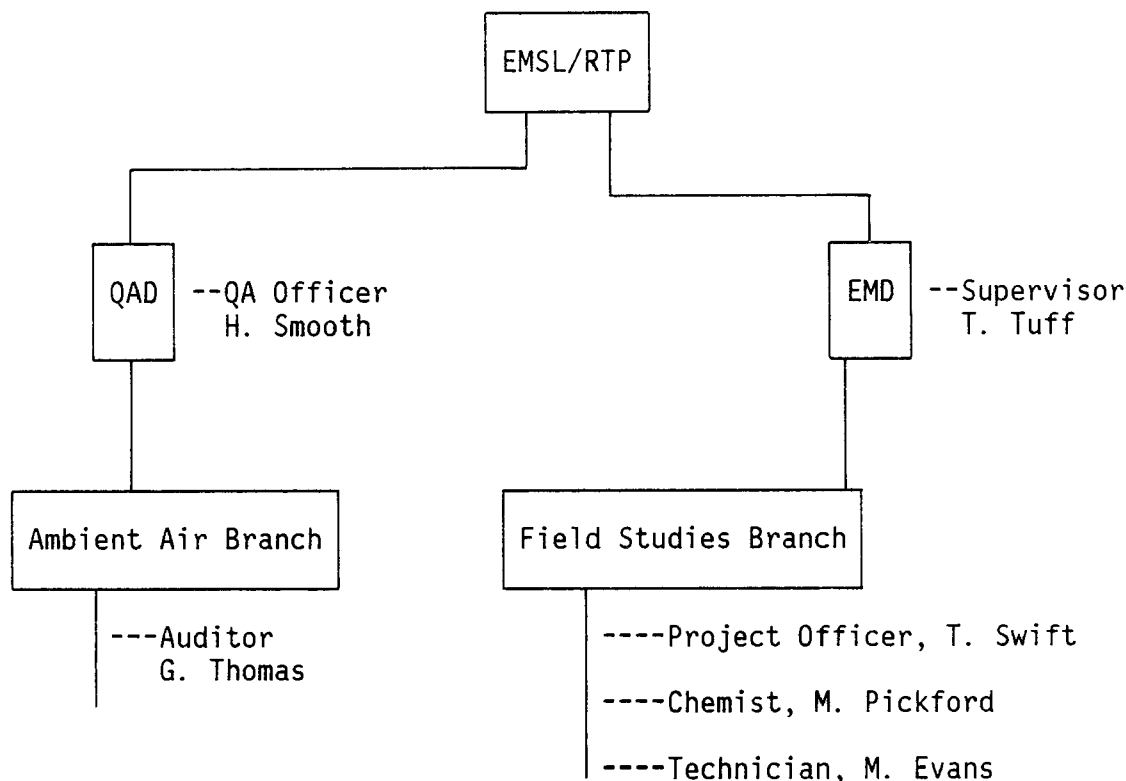 EMSL/RTP
QAD
--QA Officer
H. Smooth
EMD
--Supervisor
T. Tuff
Ambient Air Branch
---Auditor
G. Thomas
Field Studies Branch
----Project Officer, T. Swift
----Chemist, M. Pickford
----Technician, M. Evans